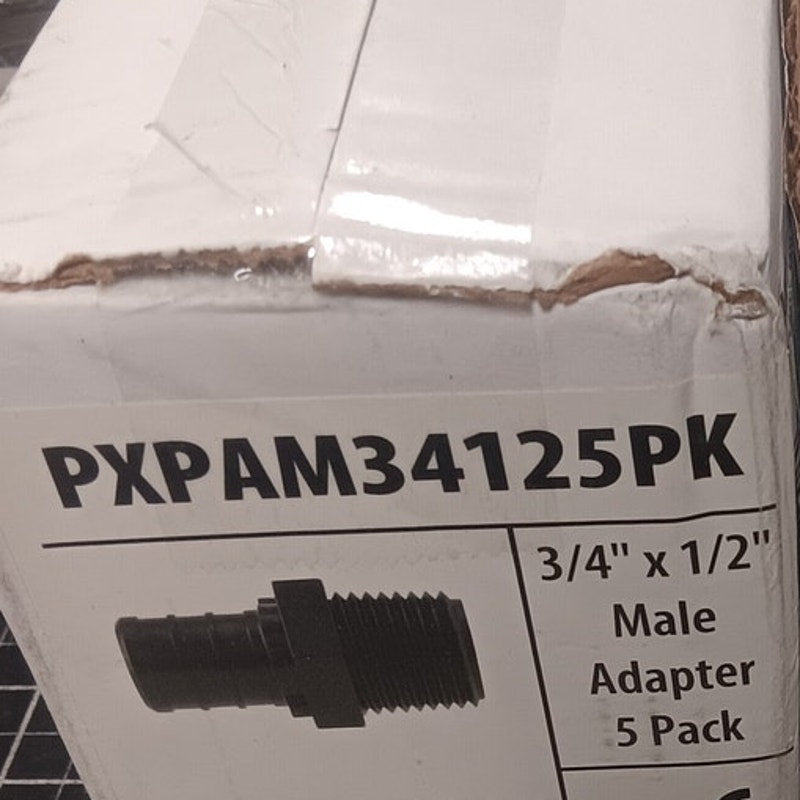 PXPAM34125PK
3/4" x 1/2"
Male
Adapter
5 Pack